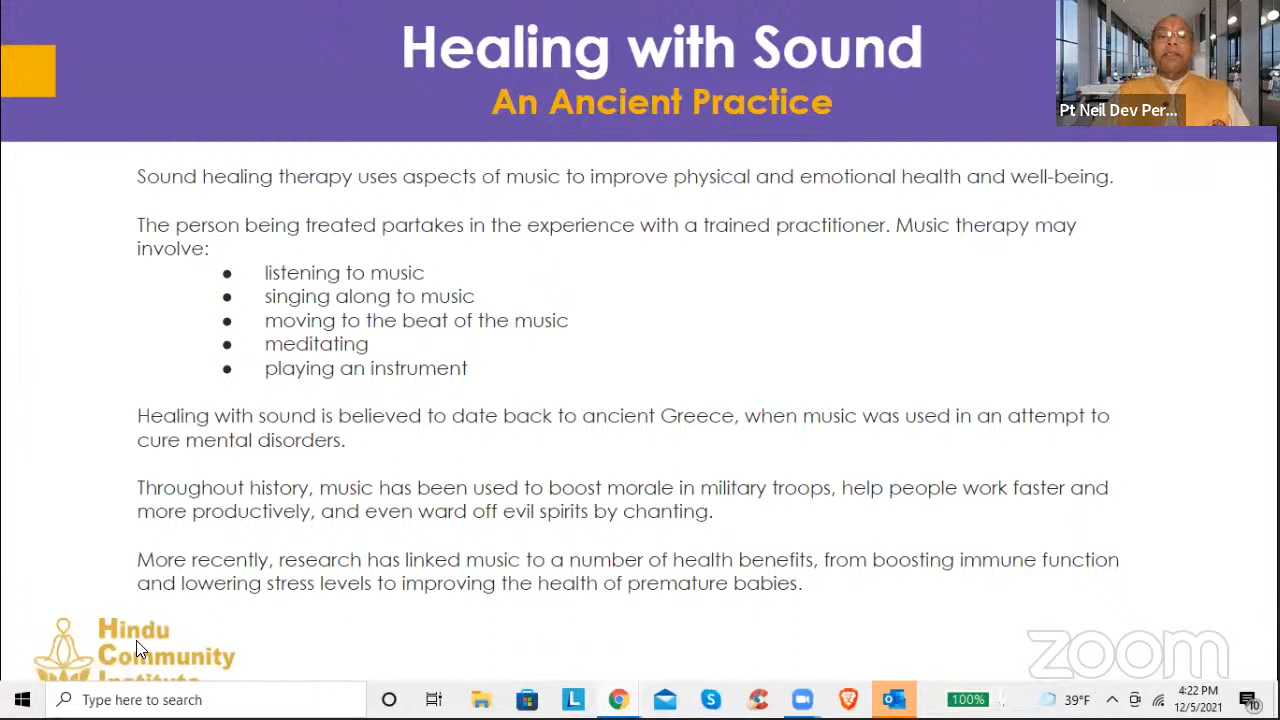 Healing with Sound
An Ancient Practice
Pt Neil Dev Per...
Sound healing therapy uses aspects of music to improve physical and emotional health and well-being.
The person being treated partakes in the experience with a trained practitioner. Music therapy may
involve:
● listening to music
● singing along to music
● moving to the beat of the music
● meditating
● playing an instrument
Healing with sound is believed to date back to ancient Greece, when music was used in an attempt to
cure mental disorders.
Throughout history, music has been used to boost morale in military troops, help people work faster and
more productively, and even ward off evil spirits by chanting.
More recently, research has linked music to a number of health benefits, from boosting immune function
and lowering stress levels to improving the health of premature babies.
Hindu
Community
Institute
zoom
Type here to search
L
S
100%
39°F
4:22 PM
12/5/2021
10